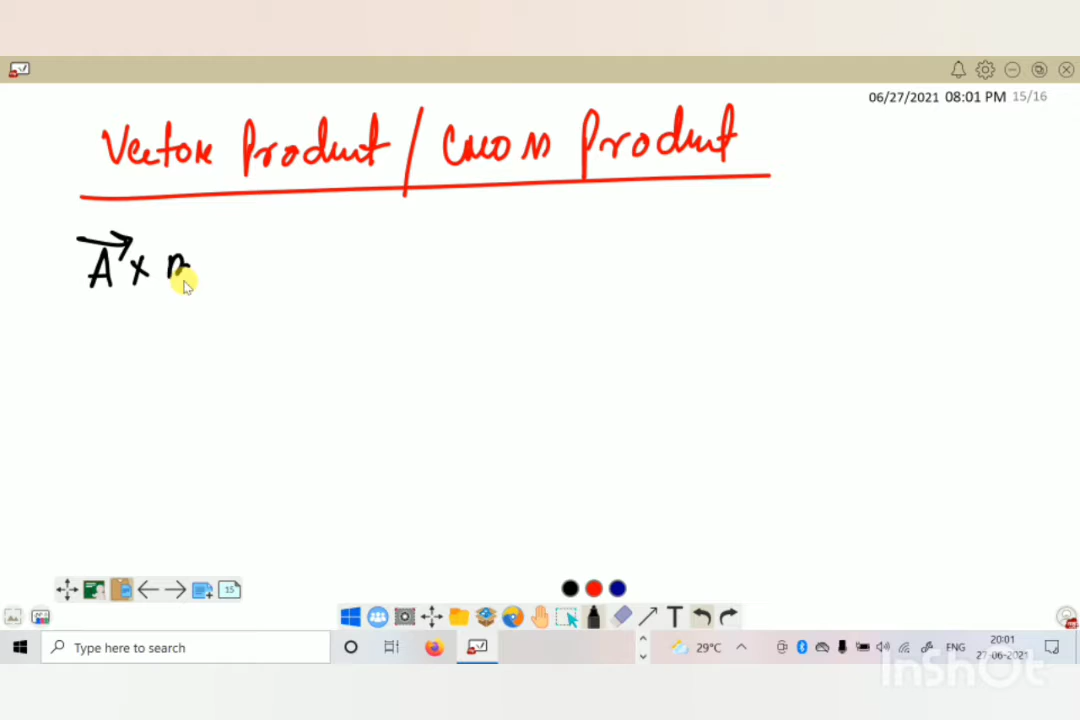 06/27/2021 08:01 PM 15/16
Vector Product / Cross Product
A × 
15
Type here to search
29°C
ENG
20:01
27-06-2021
InShOt